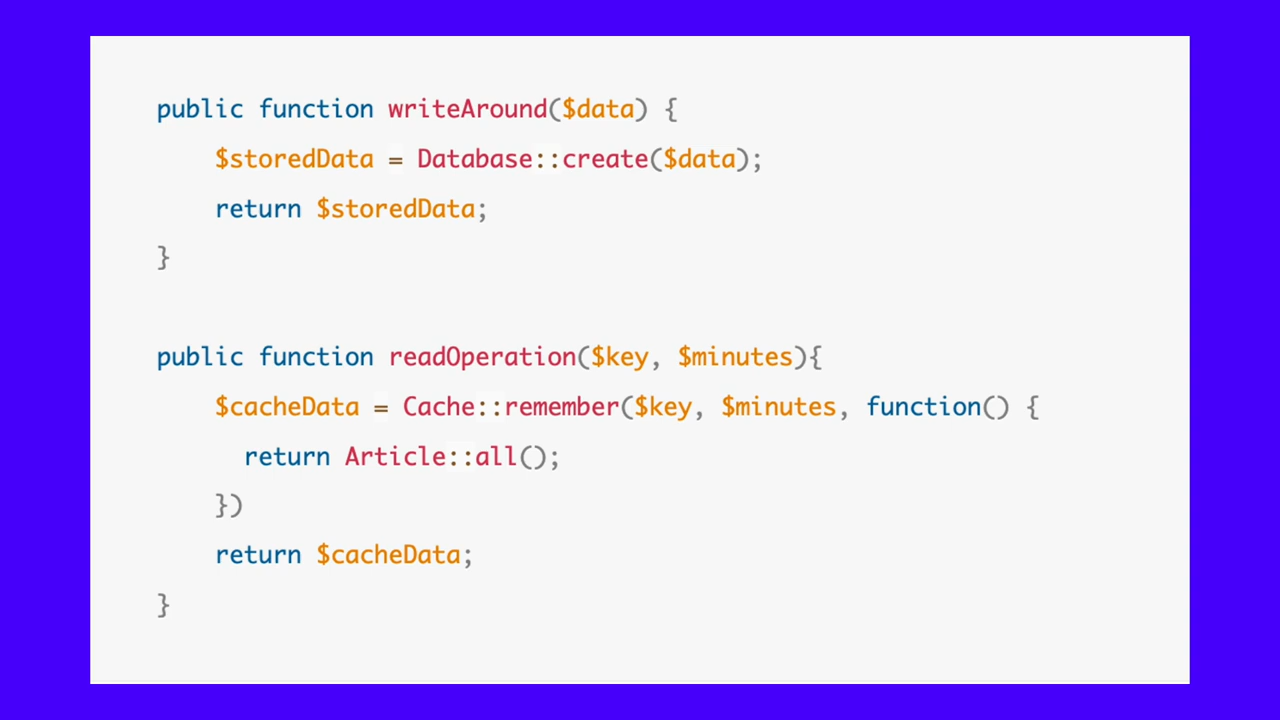 public function writeAround($data) {
$storedData = Database::create($data);
return $storedData;
}
public function readOperation($key, $minutes){
$cacheData = Cache::remember($key, $minutes, function() {
return Article::all();
})
return $cacheData;
}